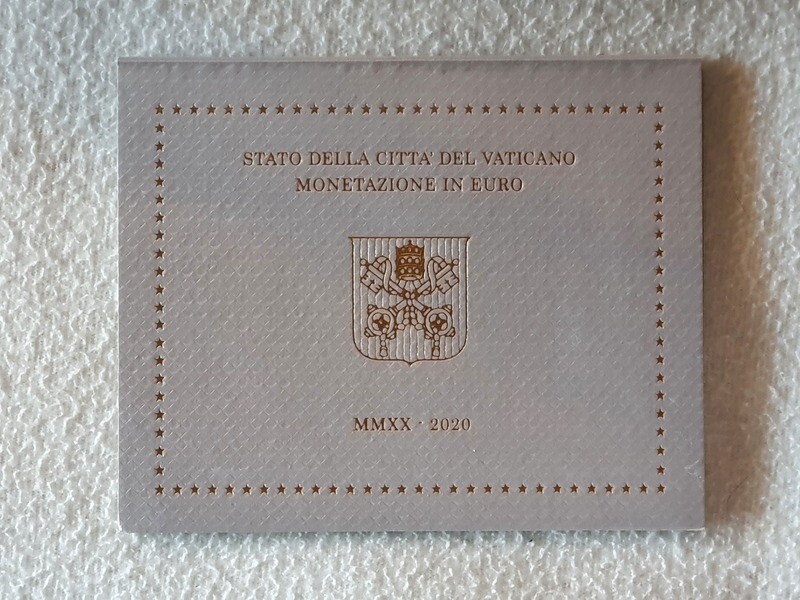 STATO DELLA CITTA' DEL VATICANO
MONETAZIONE IN EURO
MMXX - 2020